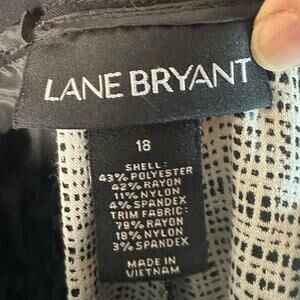 LANE BRYANT
18
SHELL:
43% POLYESTER
42% RAYON
11% NYLON
4% SPANDEX
TRIM FABRIC:
79% RAYON
18% NYLON
3% SPANDEX
MADE IN
VIETNAM